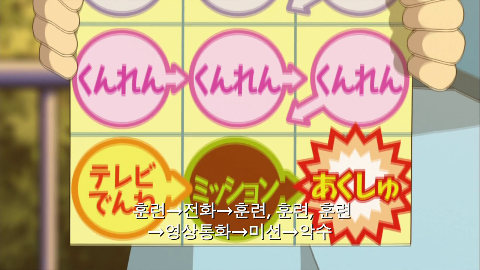 くんれん
くんれん
くんれん
テレビ
でんわ
ミッション
あくしゅ
훈련→전화→훈련, 훈련, 훈련
→영상통화→미션→악수